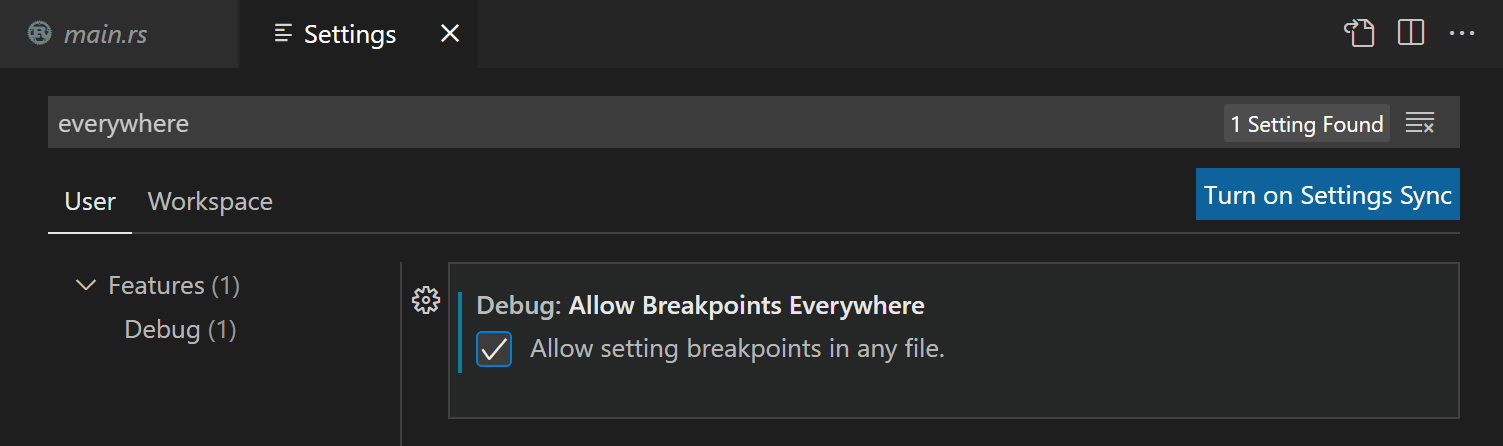 main.rs
Settings
everywhere
1 Setting Found
User
Workspace
Turn on Settings Sync
Features (1)
Debug (1)
Debug: Allow Breakpoints Everywhere
Allow setting breakpoints in any file.